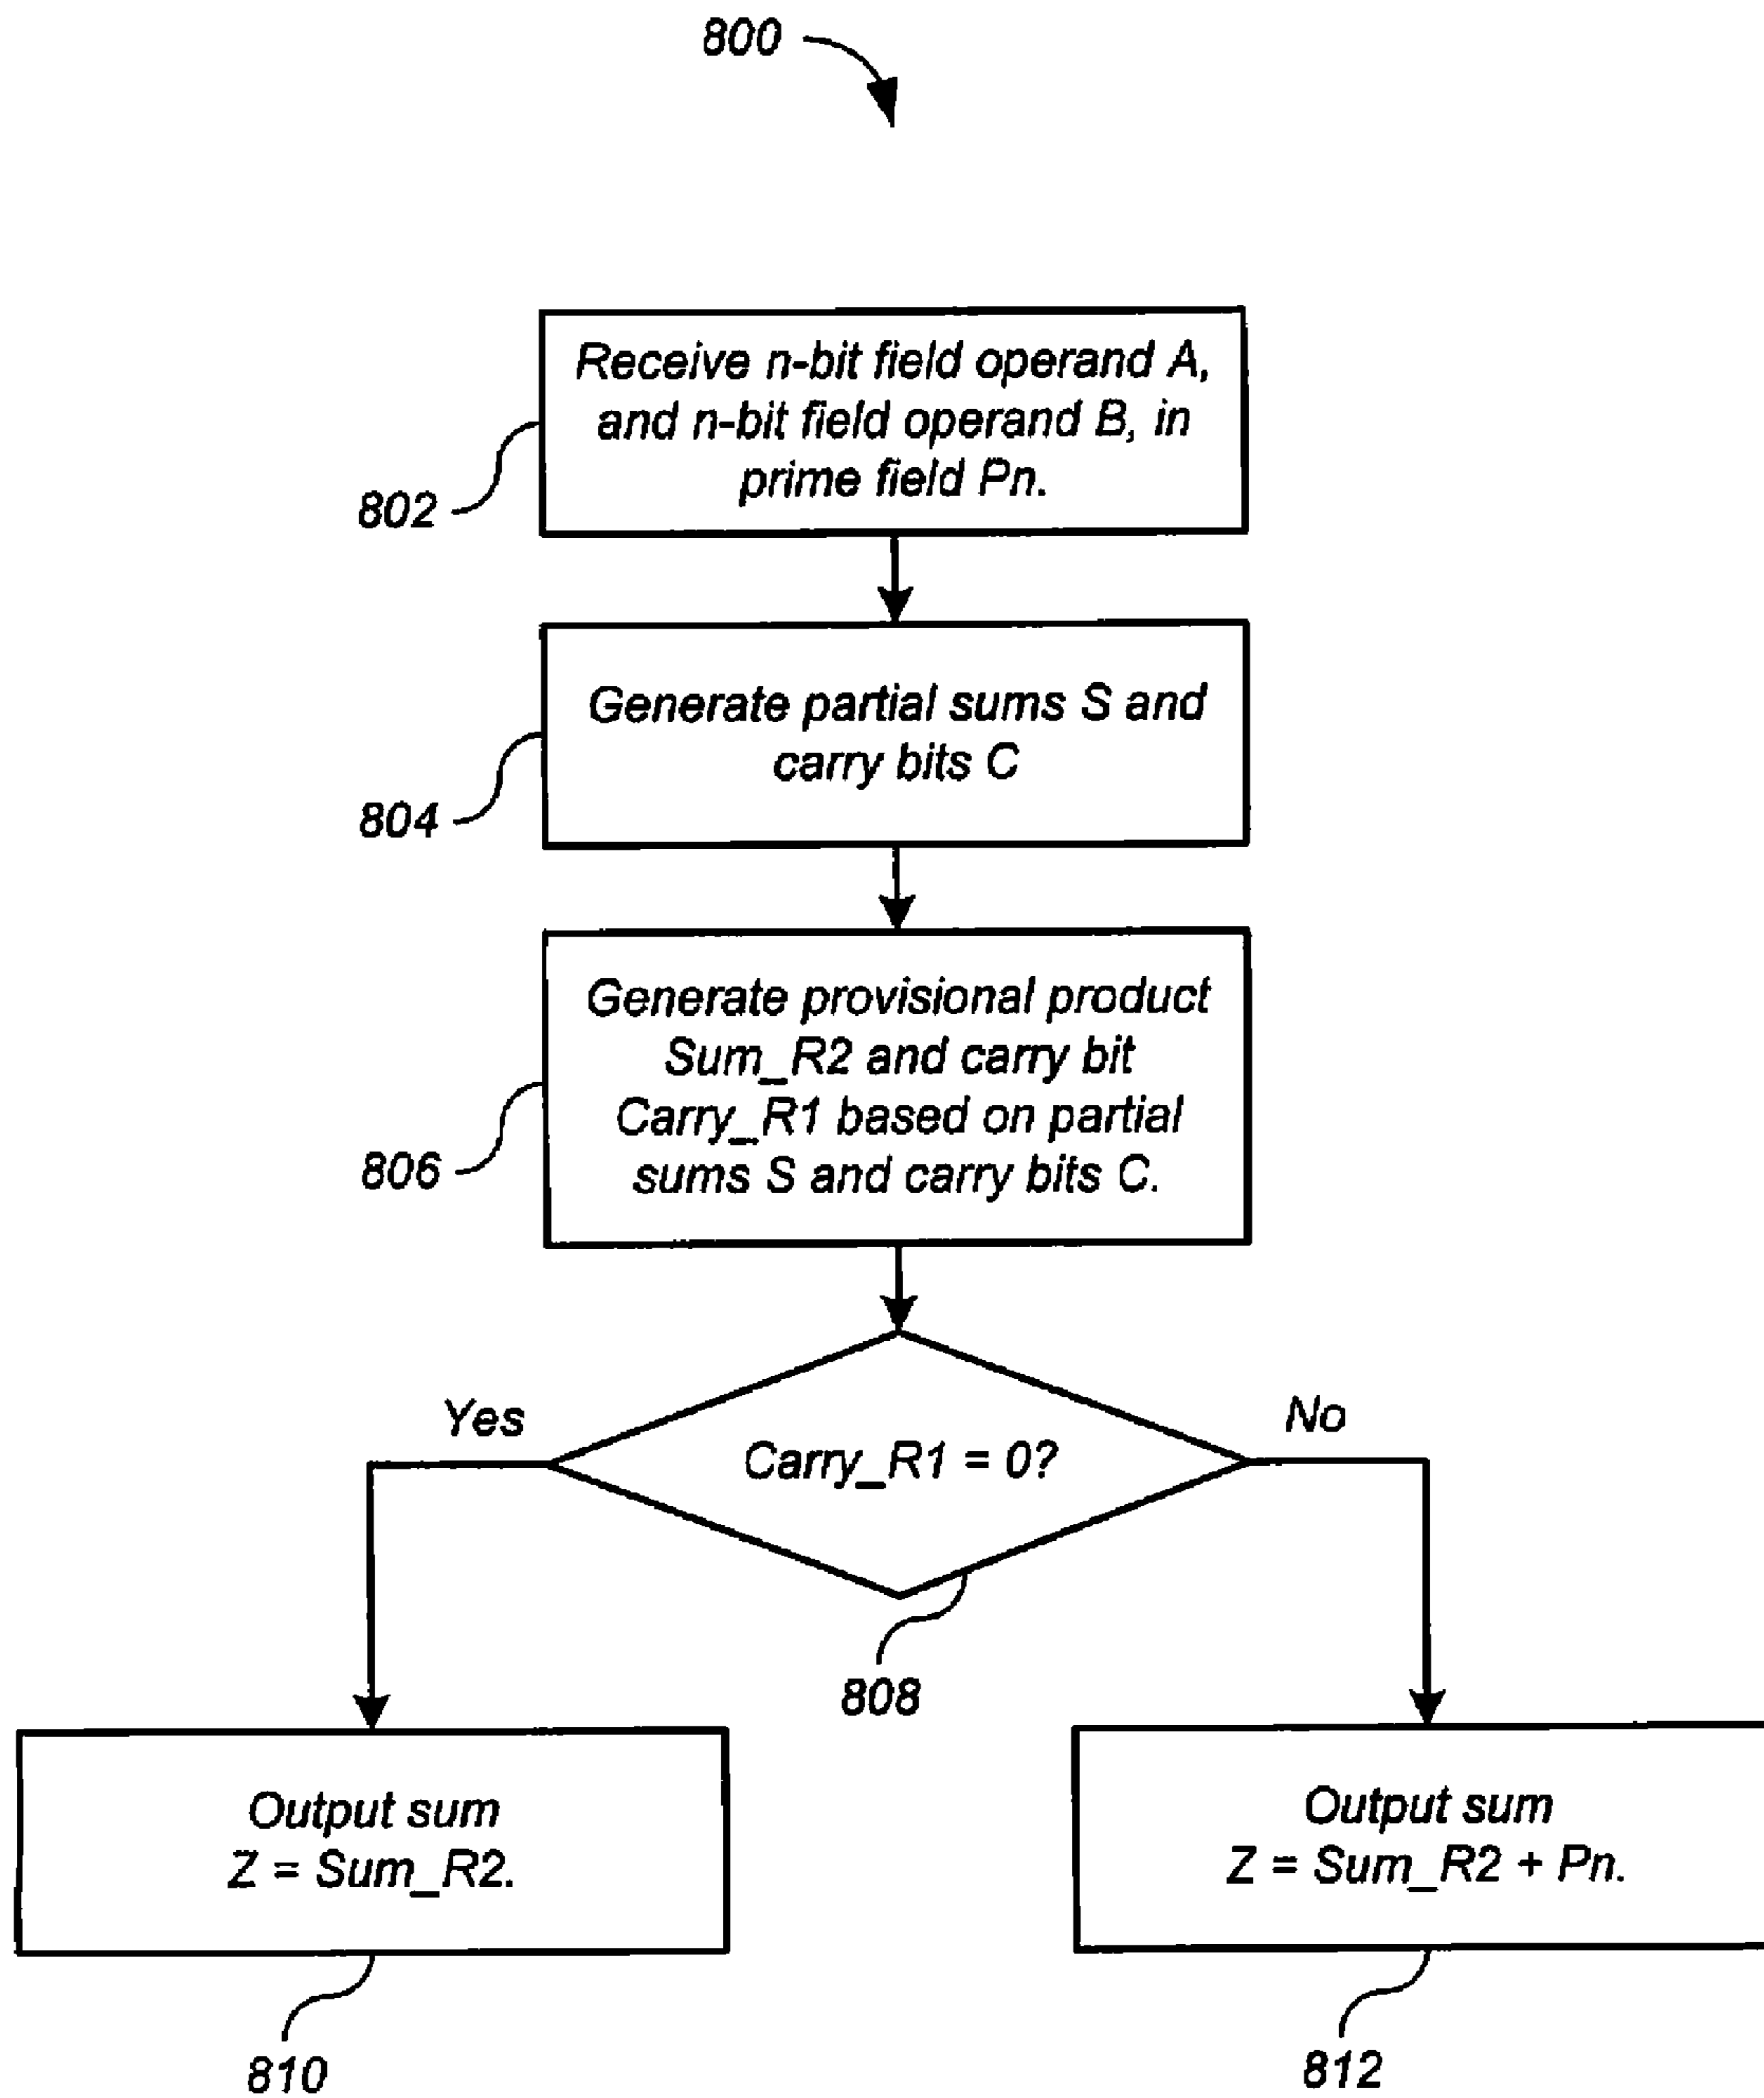 800
Receive n-bit field operand A,
and n-bit field operand B, in
prime field Pn.
802
Generate partial sums S and
carry bits C
804
Generate provisional product
Sum_R2 and carry bit
Carry_R1 based on partial
sums S and carry bits C.
806
Yes
Carry_R1 = 0?
No
808
Output sum
Z = Sum_R2.
810
Output sum
Z = Sum_R2 + Pn.
812